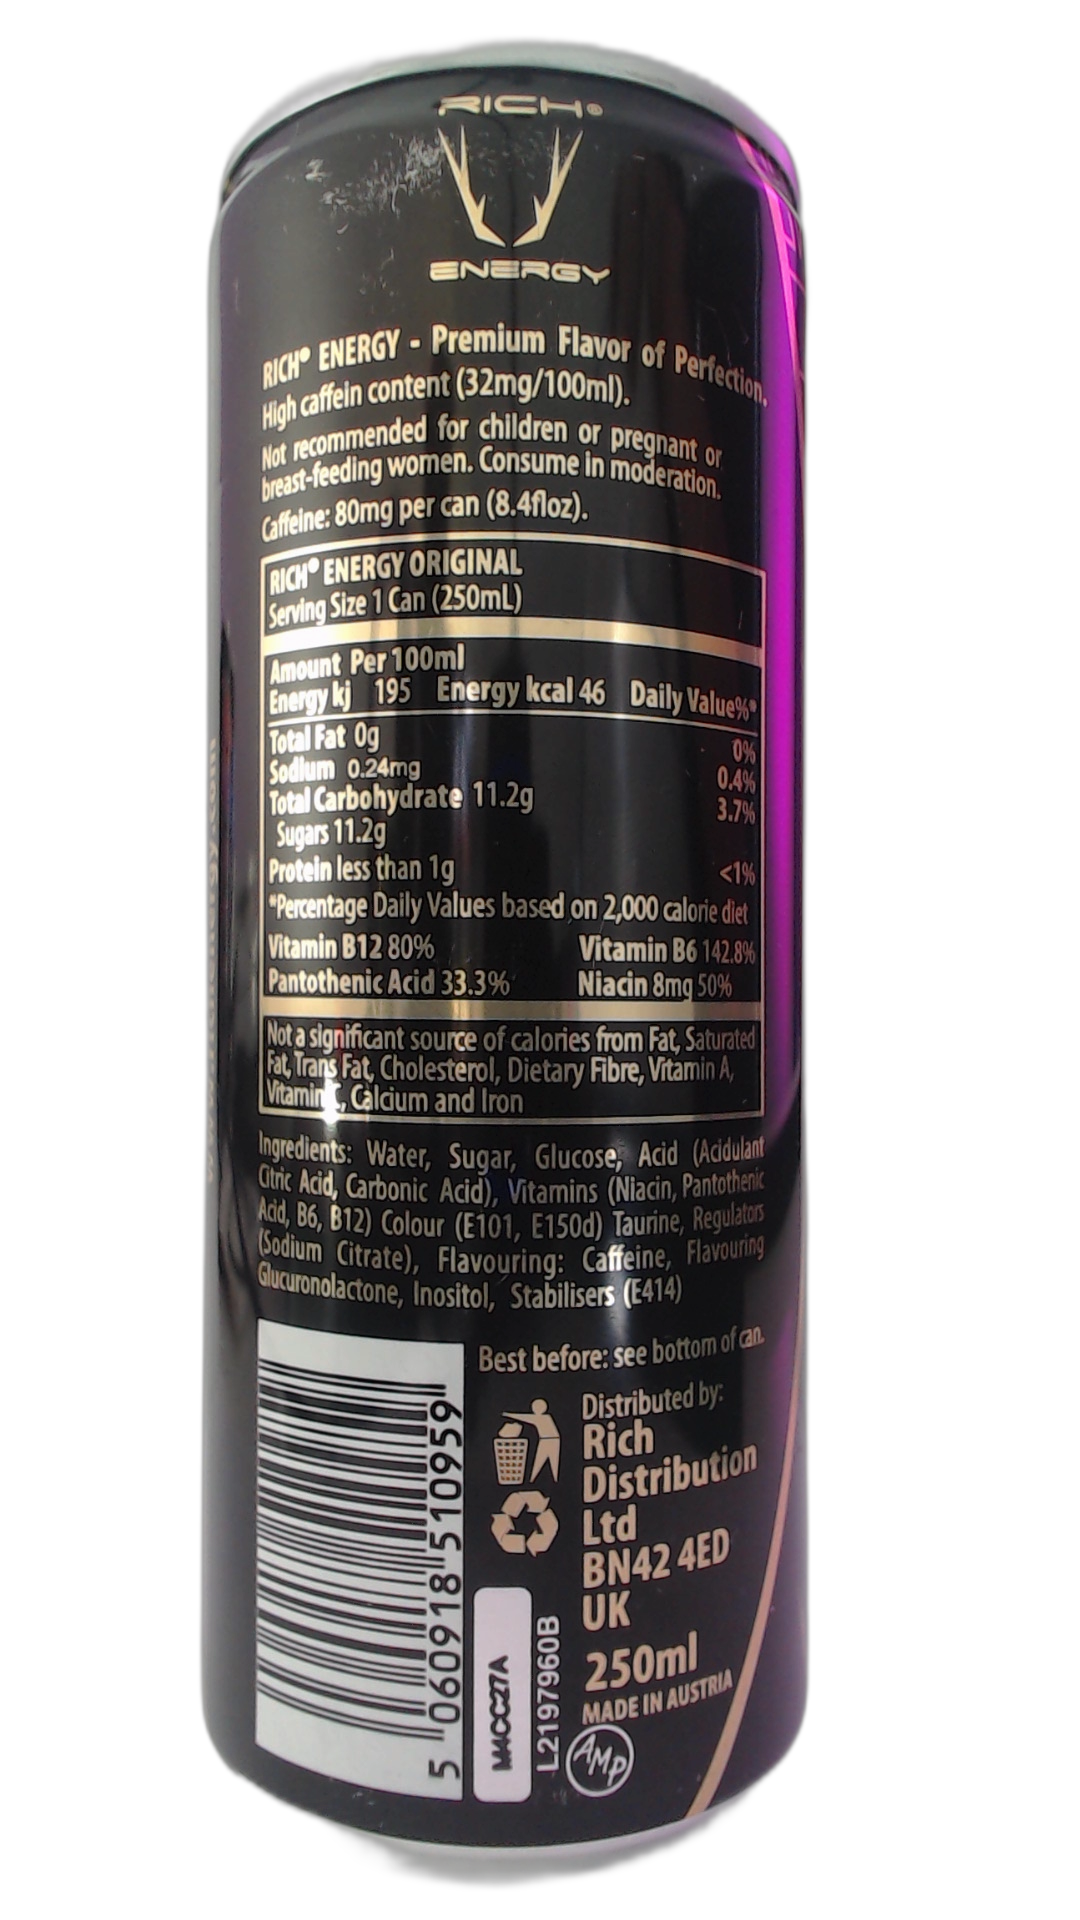 RICH®
ENERGY
RICH® ENERGY - Premium Flavor of Perfection.
High caffein content (32mg/100ml).
Not recommended for children or pregnant or
breast-feeding women. Consume in moderation.
Caffeine: 80mg per can (8.4floz).
RICH® ENERGY ORIGINAL
Serving Size 1 Can (250mL)
Amount Per 100ml
Energy kj 195 Energy kcal 46 Daily Value%*
Total Fat 0g 0%
Sodium 0.24mg 0.4%
Total Carbohydrate 11.2g 3.7%
Sugars 11.2g
Protein less than 1g <1%
*Percentage Daily Values based on 2,000 calorie diet
Vitamin B12 80% Vitamin B6 142.8%
Pantothenic Acid 33.3% Niacin 8mg 50%
Not a significant source of calories from Fat, Saturated
Fat, Trans Fat, Cholesterol, Dietary Fibre, Vitamin A,
Vitamin C, Calcium and Iron
Ingredients: Water, Sugar, Glucose, Acid (Acidulant
Citric Acid, Carbonic Acid), Vitamins (Niacin, Pantothenic
Acid, B6, B12) Colour (E101, E150d) Taurine, Regulators
(Sodium Citrate), Flavouring: Caffeine, Flavouring
Glucuronolactone, Inositol, Stabilisers (E414)
Best before: see bottom of can.
Distributed by:
Rich
Distribution
Ltd
BN42 4ED
UK
250ml
MADE IN AUSTRIA
AMP
5 060918 510959
M4CC27A
L2197960B